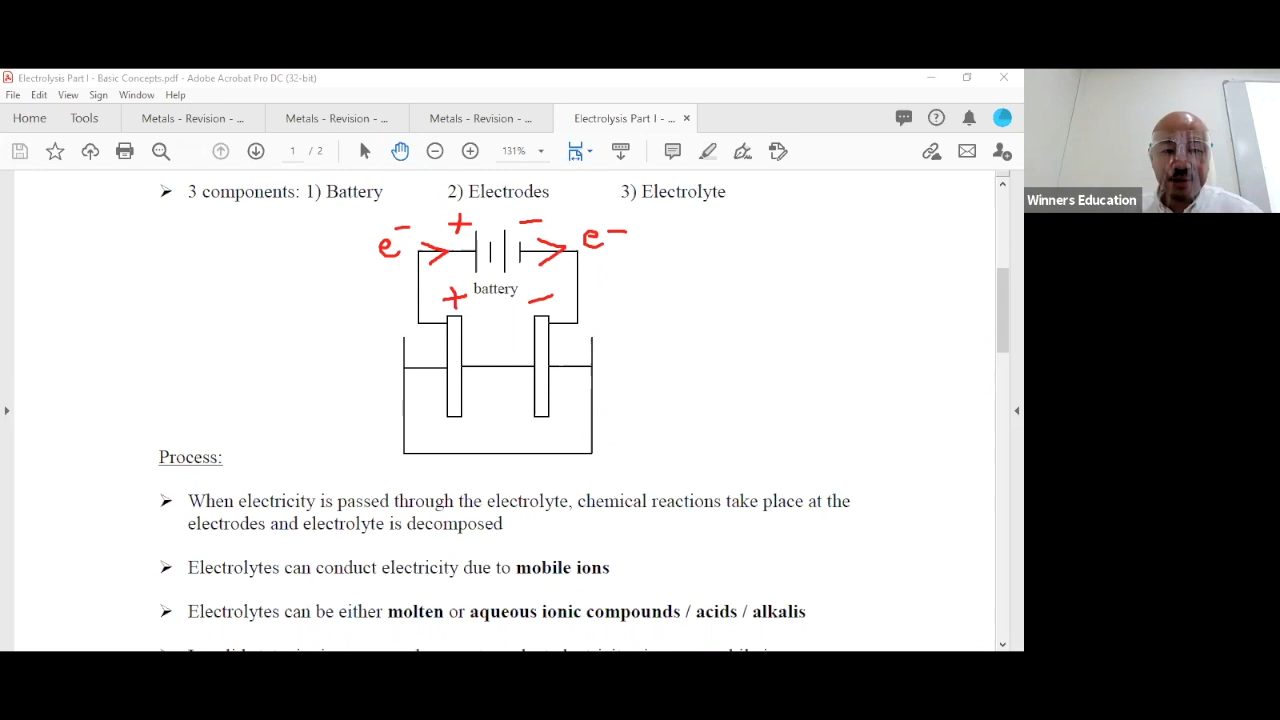 Electrolysis Part I - Basic Concepts.pdf - Adobe Acrobat Pro DC (32-bit)
File Edit View Sign Window Help
Home Tools Metals - Revision - ... Metals - Revision - ... Metals - Revision - ... Electrolysis Part I - ... ×
1 / 2 131%
Winners Education
➢ 3 components: 1) Battery 2) Electrodes 3) Electrolyte
+ −
e⁻ e⁻
battery
+ −
Process:
➢ When electricity is passed through the electrolyte, chemical reactions take place at the
electrodes and electrolyte is decomposed
➢ Electrolytes can conduct electricity due to mobile ions
➢ Electrolytes can be either molten or aqueous ionic compounds / acids / alkalis